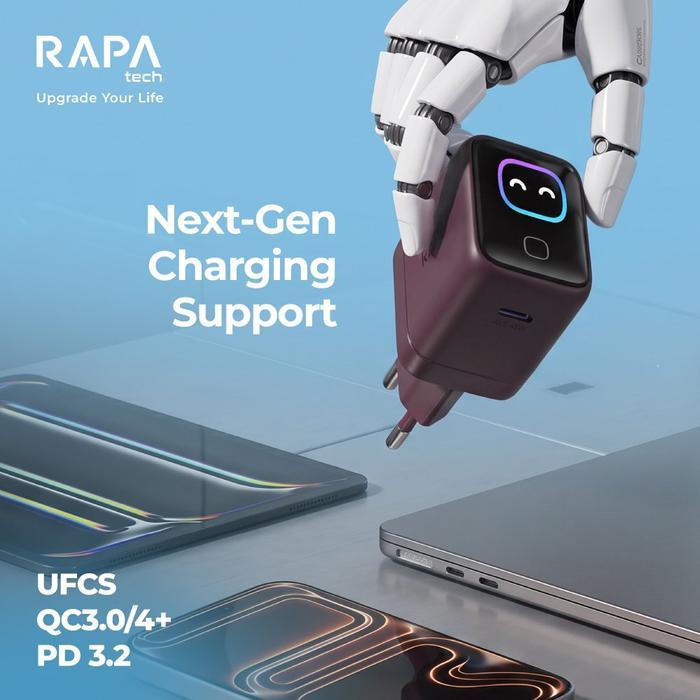 RAPA
tech
Upgrade Your Life
Next-Gen
Charging
Support
UFCS
QC3.0/4+
PD 3.2